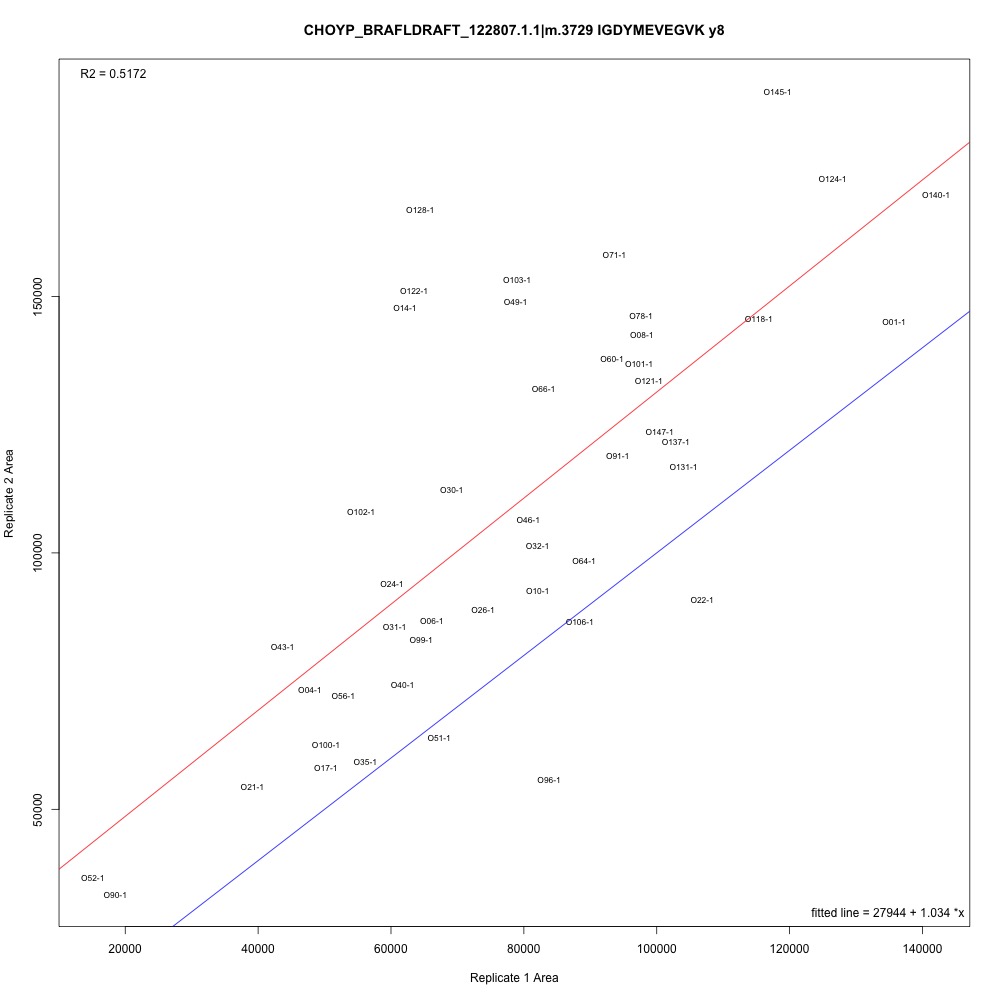 CHOYP_BRAFLDRAFT_122807.1.1|m.3729 IGDYMEVEGVK y8
R2 = 0.5172
O145-1
O124-1
O140-1
O128-1
O71-1
O103-1
O122-1
O49-1
O14-1
O78-1
O118-1
O01-1
O08-1
O60-1
O101-1
O121-1
O66-1
O147-1
O137-1
O91-1
O131-1
O30-1
O102-1
O46-1
O32-1
O64-1
O24-1
O10-1
O22-1
O26-1
O06-1
O106-1
O31-1
O99-1
O43-1
O40-1
O04-1
O56-1
O51-1
O100-1
O35-1
O17-1
O96-1
O21-1
O52-1
O90-1
fitted line = 27944 + 1.034 *x
150000
100000
50000
Replicate 2 Area
20000 40000 60000 80000 100000 120000 140000
Replicate 1 Area